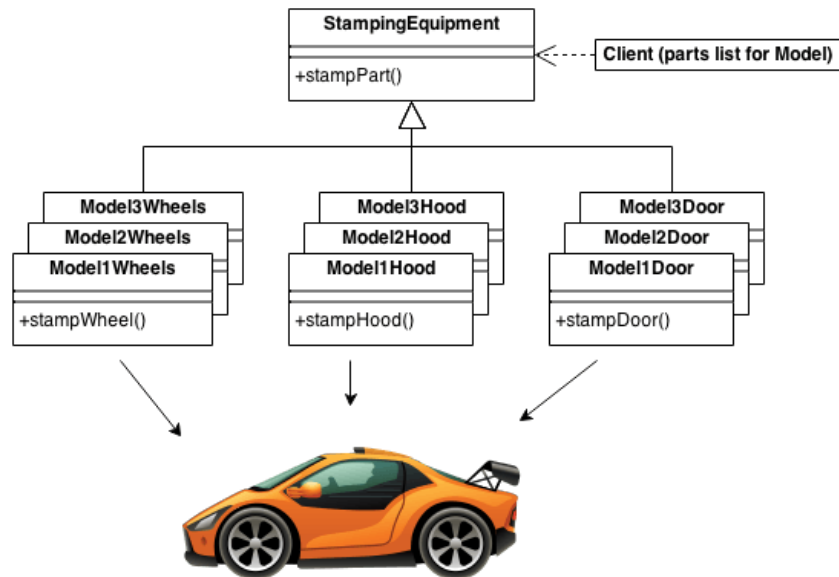 StampingEquipment
+stampPart()
Client (parts list for Model)
Model3Wheels
Model2Wheels
Model1Wheels
+stampWheel()
Model3Hood
Model2Hood
Model1Hood
+stampHood()
Model3Door
Model2Door
Model1Door
+stampDoor()